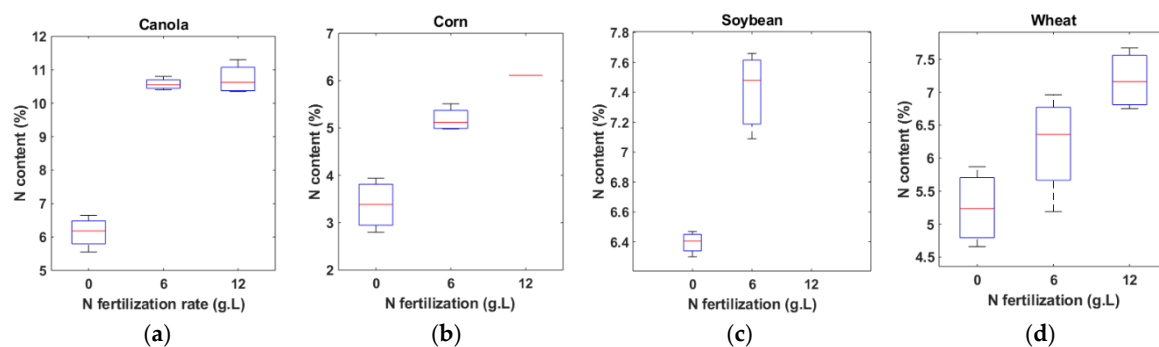 Canola
N content (%)
12
11
10
9
8
7
6
5
0 6 12
N fertilization rate (g.L)
(a)
Corn
N content (%)
7
6
5
4
3
2
0 6 12
N fertilization (g.L)
(b)
Soybean
N content (%)
7.8
7.6
7.4
7.2
7
6.8
6.6
6.4
0 6 12
N fertilization (g.L)
(c)
Wheat
N content (%)
7.5
7
6.5
6
5.5
5
4.5
0 6 12
N fertilization (g.L)
(d)